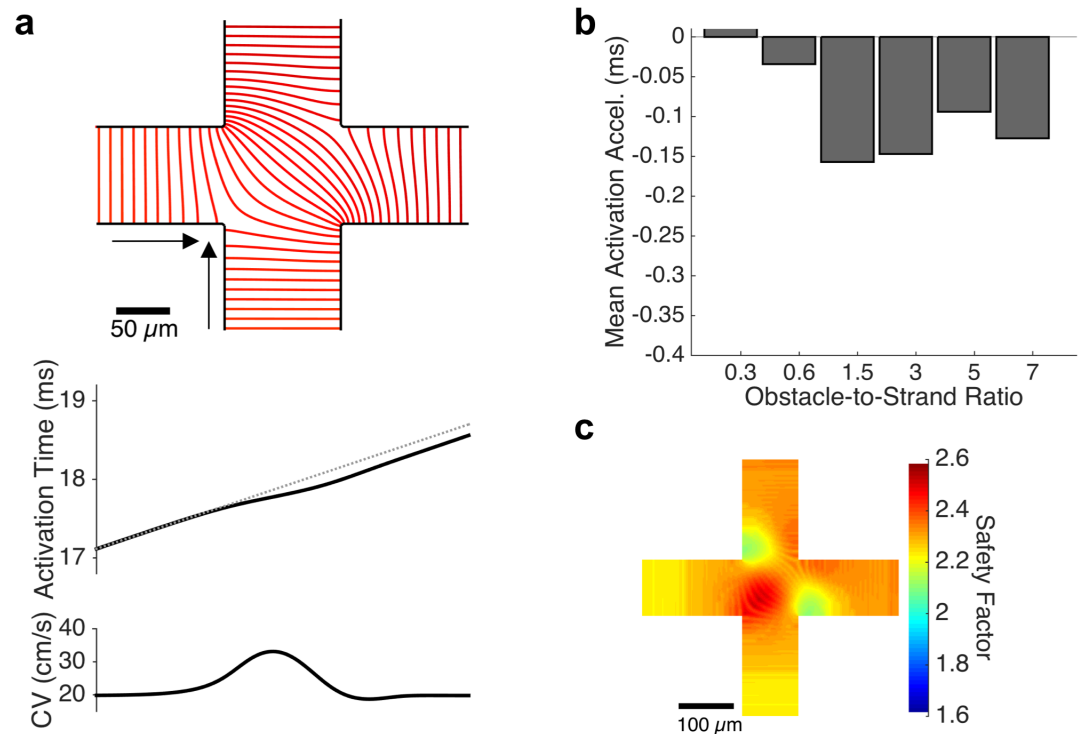 a
50 µm
Activation Time (ms)
19
18
17
CV (cm/s)
40
30
20
b
Mean Activation Accel. (ms)
0
-0.05
-0.1
-0.15
-0.2
-0.25
-0.3
-0.35
-0.4
0.3 0.6 1.5 3 5 7
Obstacle-to-Strand Ratio
c
2.6
2.4
2.2
2
1.8
1.6
Safety Factor
100 µm